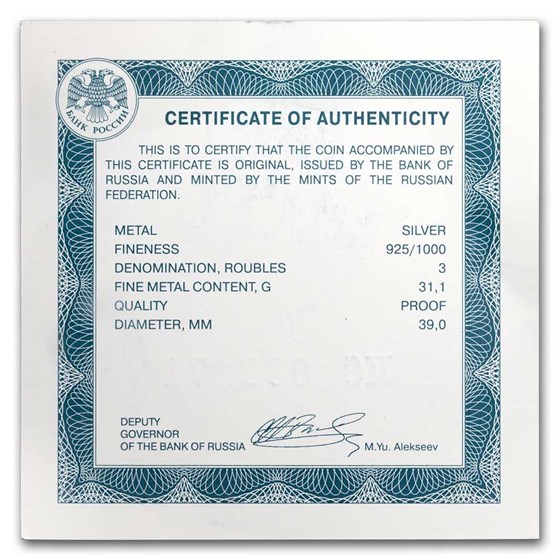 БАНК РОССИИ
CERTIFICATE OF AUTHENTICITY
THIS IS TO CERTIFY THAT THE COIN ACCOMPANIED BY
THIS CERTIFICATE IS ORIGINAL, ISSUED BY THE BANK OF
RUSSIA AND MINTED BY THE MINTS OF THE RUSSIAN
FEDERATION.
METAL SILVER
FINENESS 925/1000
DENOMINATION, ROUBLES 3
FINE METAL CONTENT, G 31,1
QUALITY PROOF
DIAMETER, MM 39,0
DEPUTY
GOVERNOR
OF THE BANK OF RUSSIA M.Yu. Alekseev